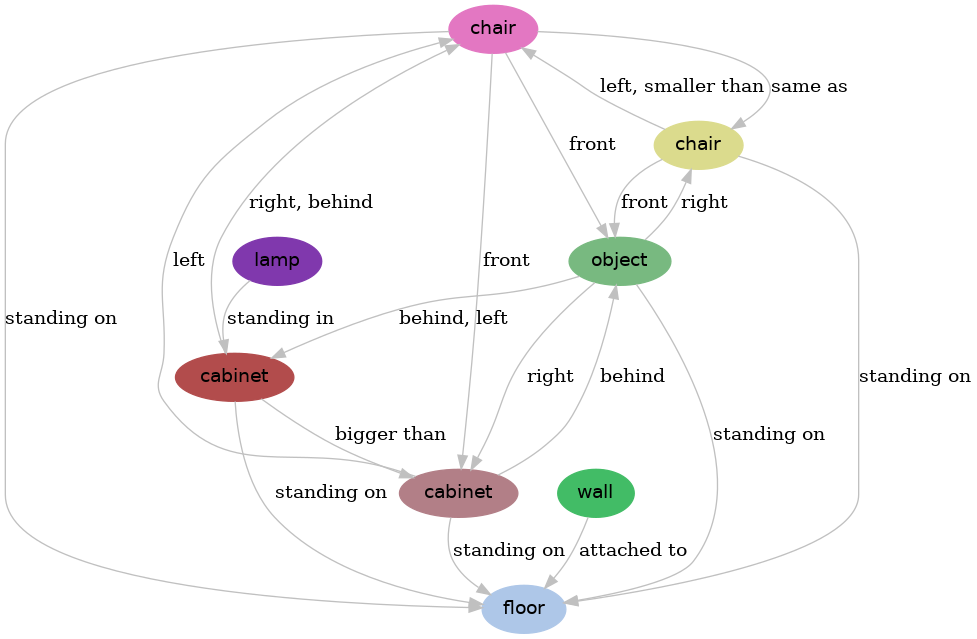 chair
left, smaller than
same as
front
chair
right, behind
front
right
left
lamp
front
object
standing on
standing in
behind, left
cabinet
right
behind
standing on
bigger than
standing on
standing on
cabinet
wall
standing on
attached to
floor